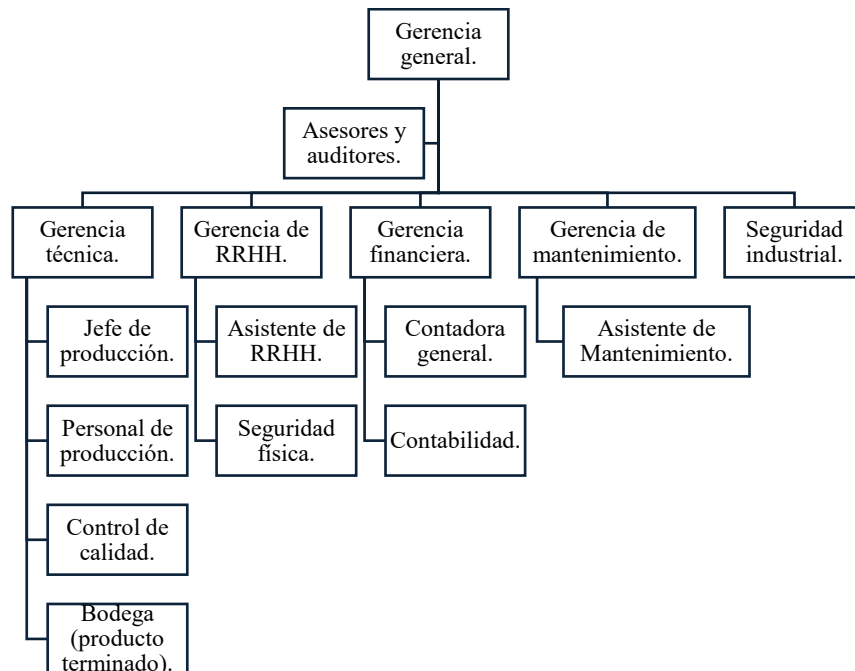 Gerencia
general.
Asesores y
auditores.
Gerencia
técnica.
Gerencia de
RRHH.
Gerencia
financiera.
Gerencia de
mantenimiento.
Seguridad
industrial.
Jefe de
producción.
Asistente de
RRHH.
Contadora
general.
Asistente de
Mantenimiento.
Personal de
producción.
Seguridad
física.
Contabilidad.
Control de
calidad.
Bodega
(producto
terminado).